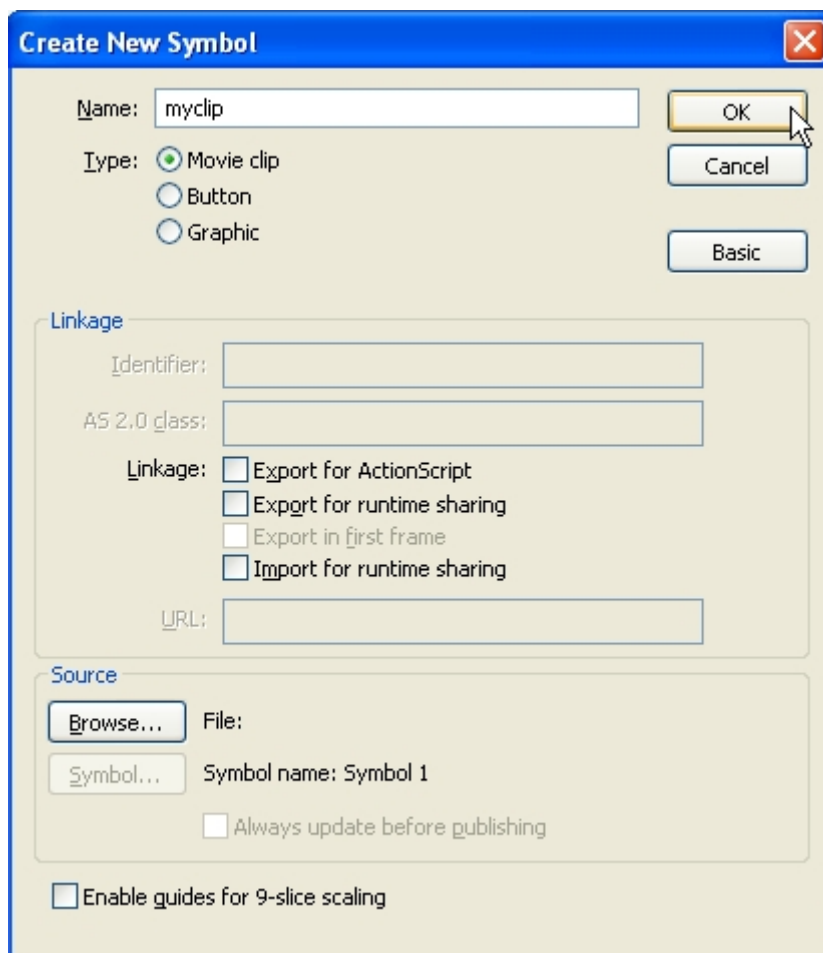 Create New Symbol
Name: myclip
OK
Type: Movie clip
Cancel
Button
Graphic
Basic
Linkage
Identifier:
AS 2.0 class:
Linkage: Export for ActionScript
Export for runtime sharing
Export in first frame
Import for runtime sharing
URL:
Source
Browse... File:
Symbol... Symbol name: Symbol 1
Always update before publishing
Enable guides for 9-slice scaling